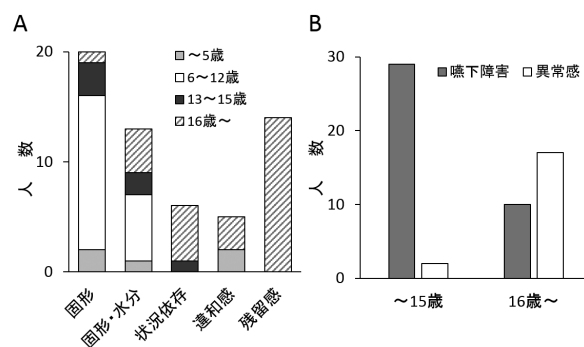 A
20
10
0
人 数
～5歳
6～12歳
13～15歳
16歳～
固形
固形・水分
状況依存
違和感
残留感
B
30
20
10
0
人 数
嚥下障害 異常感
～15歳 16歳～